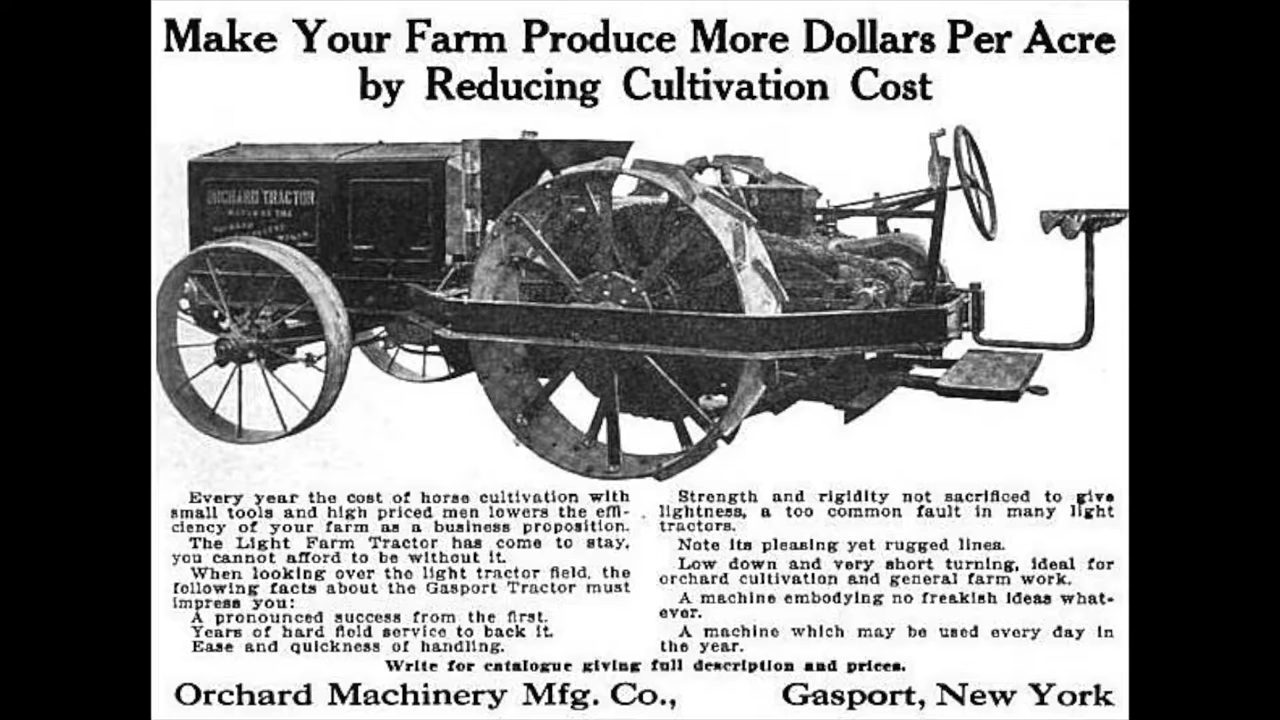 Make Your Farm Produce More Dollars Per Acre
by Reducing Cultivation Cost
ORCHARD TRACTOR
Every year the cost of horse cultivation with
small tools and high priced men lowers the effi-
ciency of your farm as a business proposition.
The Light Farm Tractor has come to stay,
you cannot afford to be without it.
When looking over the light tractor field, the
following facts about the Gasport Tractor must
impress you:
A pronounced success from the first.
Years of hard field service to back it.
Ease and quickness of handling.
Strength and rigidity not sacrificed to give
lightness, a too common fault in many light
tractors.
Note its pleasing yet rugged lines.
Low down and very short turning, ideal for
orchard cultivation and general farm work.
A machine embodying no freakish ideas what-
ever.
A machine which may be used every day in
the year.
Write for catalogue giving full description and prices.
Orchard Machinery Mfg. Co., Gasport, New York